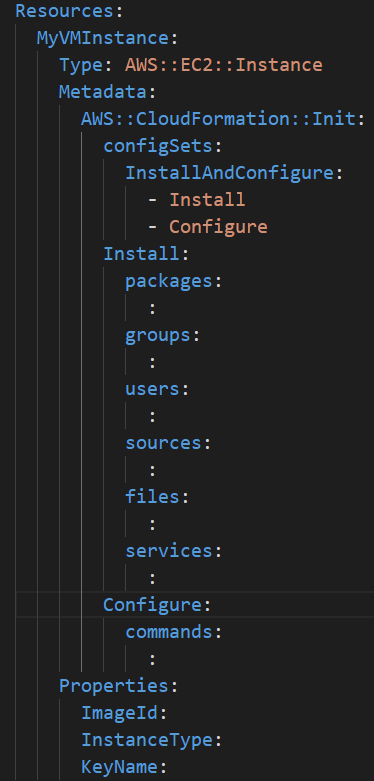 Resources:
  MyVMInstance:
    Type: AWS::EC2::Instance
    Metadata:
      AWS::CloudFormation::Init:
        configSets:
          InstallAndConfigure:
            - Install
            - Configure
        Install:
          packages:
            :
          groups:
            :
          users:
            :
          sources:
            :
          files:
            :
          services:
            :
        Configure:
          commands:
            :
    Properties:
      ImageId:
      InstanceType:
      KeyName: